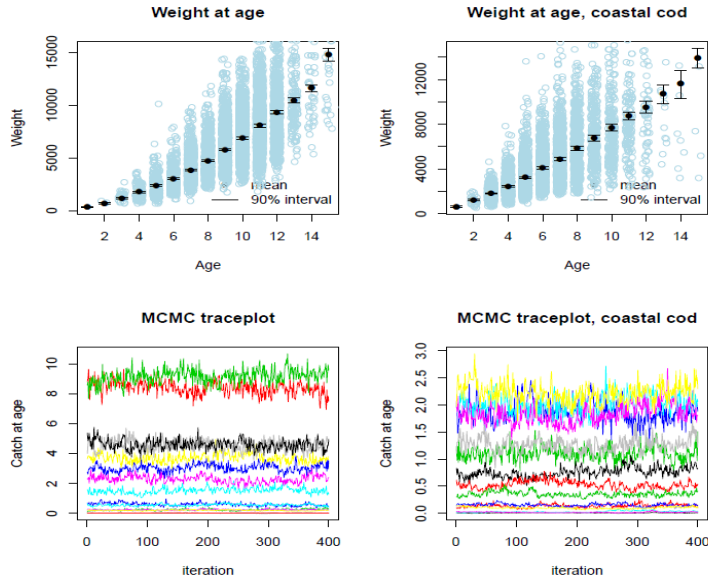 Weight at age
Weight
15000
10000
5000
0
2 4 6 8 10 12 14
Age
mean
90% interval
Weight at age, coastal cod
Weight
12000
8000
4000
0
2 4 6 8 10 12 14
Age
mean
90% interval
MCMC traceplot
Catch at age
10
8
6
4
2
0
0 100 200 300 400
iteration
MCMC traceplot, coastal cod
Catch at age
3.0
2.5
2.0
1.5
1.0
0.5
0.0
0 100 200 300 400
iteration